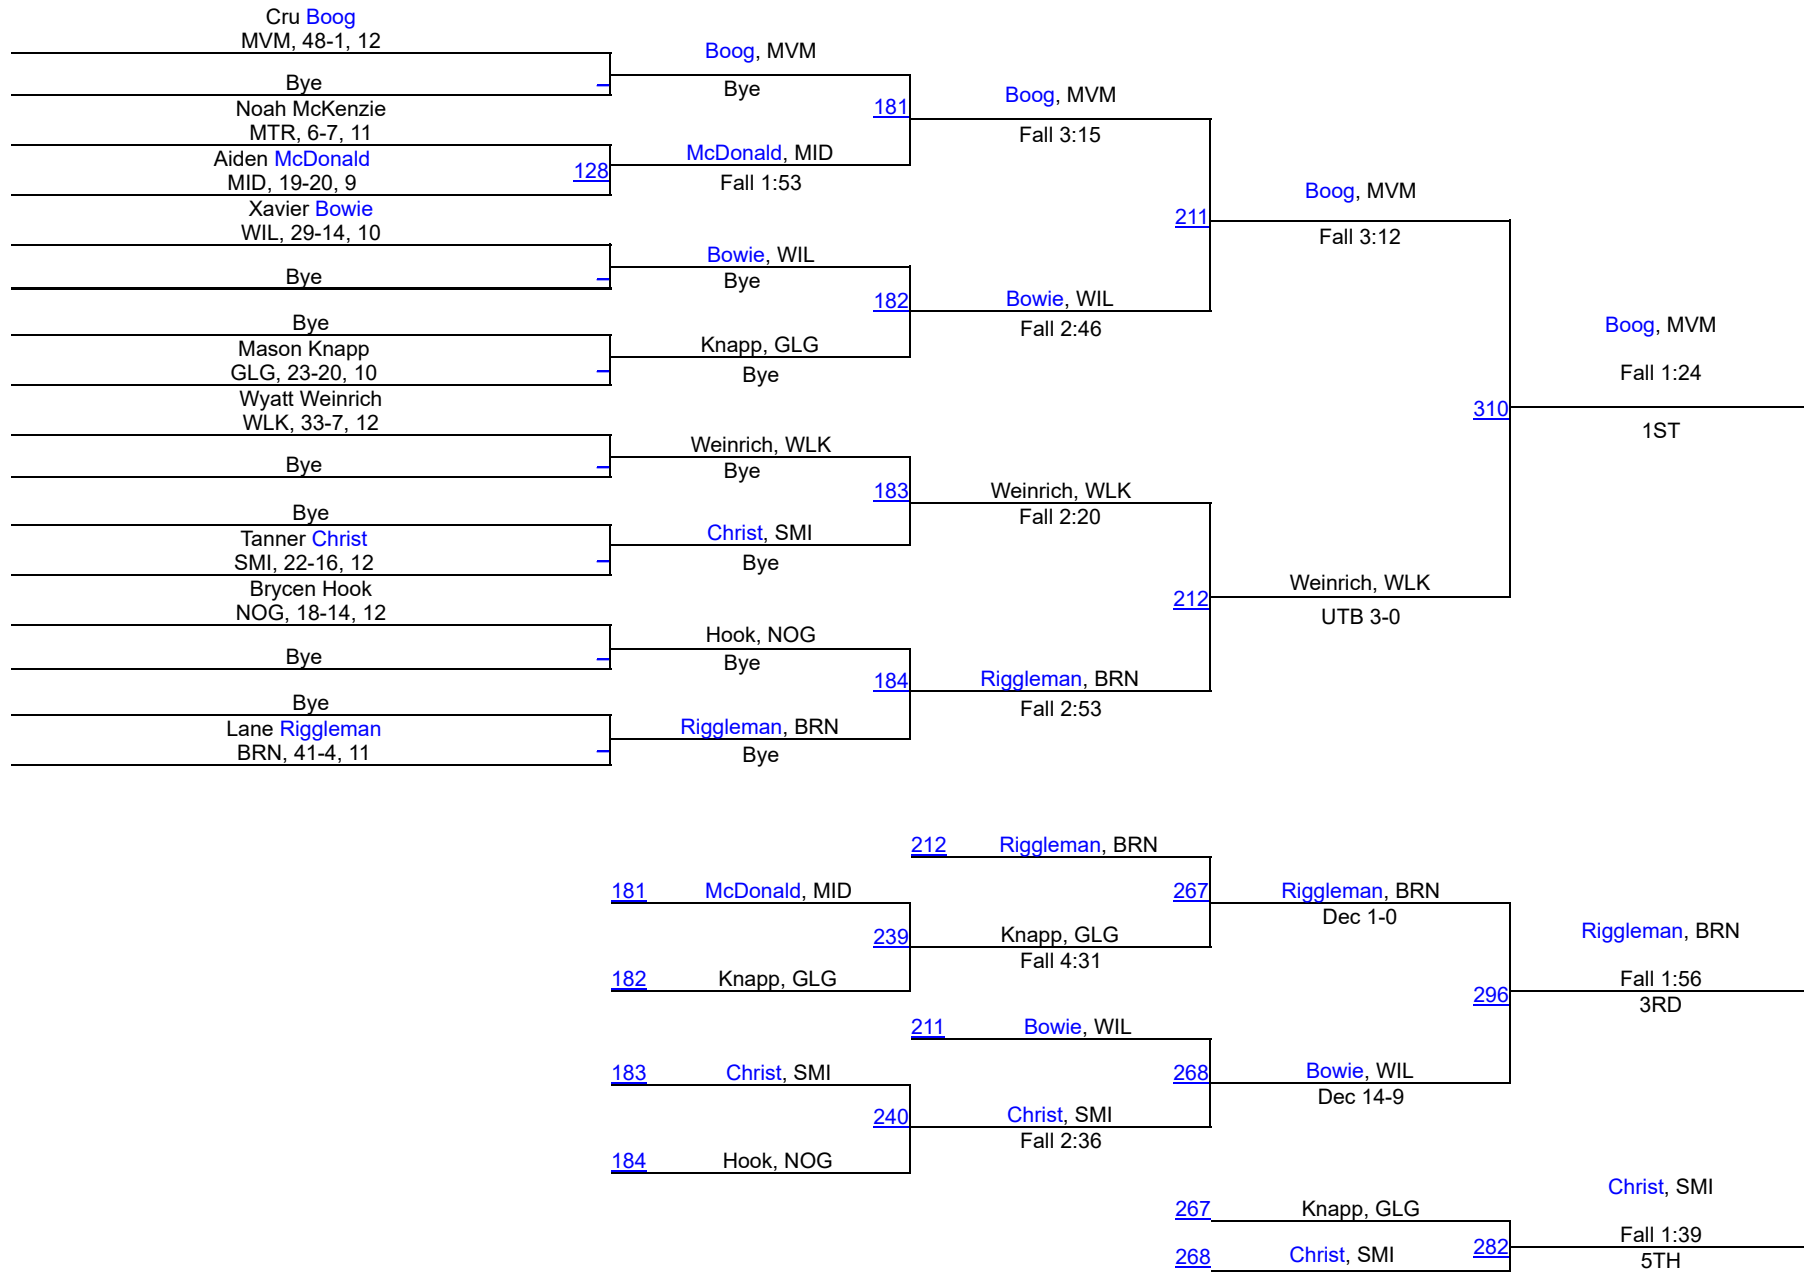 Cru Boog
MVM, 48-1, 12
Bye
Noah McKenzie
MTR, 6-7, 11
Aiden McDonald
MID, 19-20, 9
128
Xavier Bowie
WIL, 29-14, 10
Bye
Bye
Mason Knapp
GLG, 23-20, 10
Wyatt Weinrich
WLK, 33-7, 12
Bye
Bye
Tanner Christ
SMI, 22-16, 12
Brycen Hook
NOG, 18-14, 12
Bye
Bye
Lane Riggleman
BRN, 41-4, 11
Boog, MVM
Bye
181
McDonald, MID
Fall 1:53
Bowie, WIL
Bye
182
Knapp, GLG
Bye
Weinrich, WLK
Bye
183
Christ, SMI
Bye
Hook, NOG
Bye
184
Riggleman, BRN
Bye
Boog, MVM
Fall 3:15
211
Bowie, WIL
Fall 2:46
Weinrich, WLK
Fall 2:20
212
Riggleman, BRN
Fall 2:53
Boog, MVM
Fall 3:12
310
Weinrich, WLK
UTB 3-0
Boog, MVM
Fall 1:24
1ST
212 Riggleman, BRN
181 McDonald, MID
239
182 Knapp, GLG
Knapp, GLG
Fall 4:31
267
211 Bowie, WIL
183 Christ, SMI
240
184 Hook, NOG
Christ, SMI
Fall 2:36
268
Riggleman, BRN
Dec 1-0
296
Bowie, WIL
Dec 14-9
Riggleman, BRN
Fall 1:56
3RD
267 Knapp, GLG
268 Christ, SMI
282
Christ, SMI
Fall 1:39
5TH